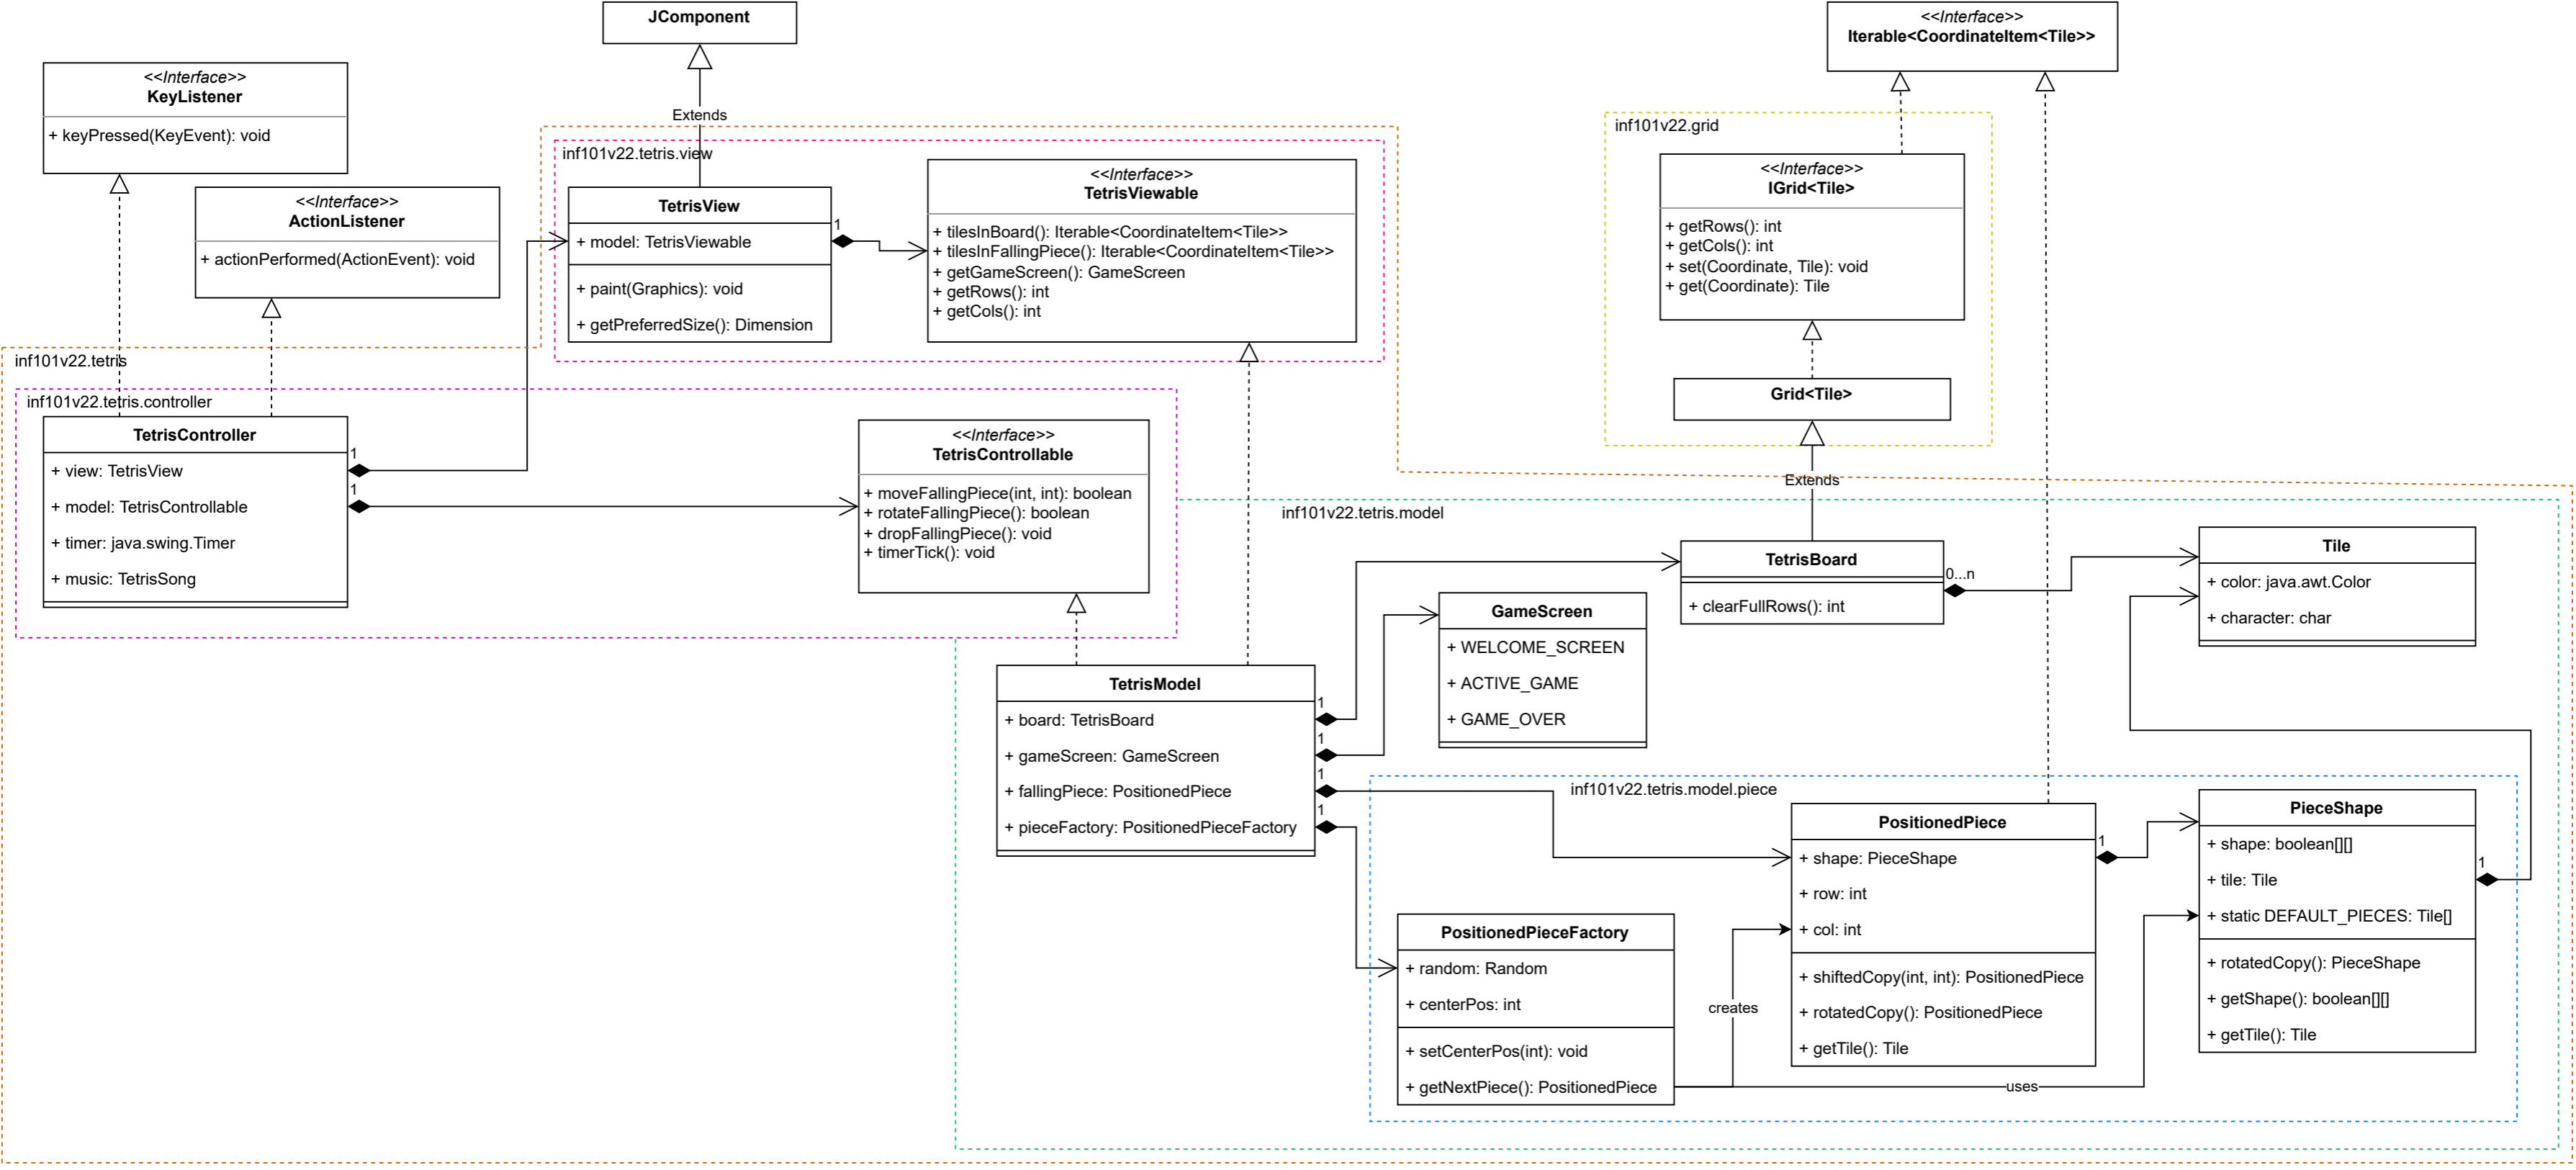 JComponent
<<Interface>>
Iterable<CoordinateItem<Tile>>
<<Interface>>
KeyListener
+ keyPressed(KeyEvent): void
Extends
<<Interface>>
ActionListener
+ actionPerformed(ActionEvent): void
inf101v22.tetris.view
TetrisView
+ model: TetrisViewable
+ paint(Graphics): void
+ getPreferredSize(): Dimension
1
<<Interface>>
TetrisViewable
+ tilesInBoard(): Iterable<CoordinateItem<Tile>>
+ tilesInFallingPiece(): Iterable<CoordinateItem<Tile>>
+ getGameScreen(): GameScreen
+ getRows(): int
+ getCols(): int
inf101v22.grid
<<Interface>>
IGrid<Tile>
+ getRows(): int
+ getCols(): int
+ set(Coordinate, Tile): void
+ get(Coordinate): Tile
Grid<Tile>
Extends
inf101v22.tetris
inf101v22.tetris.controller
TetrisController
+ view: TetrisView
+ model: TetrisControllable
+ timer: java.swing.Timer
+ music: TetrisSong
1
1
<<Interface>>
TetrisControllable
+ moveFallingPiece(int, int): boolean
+ rotateFallingPiece(): boolean
+ dropFallingPiece(): void
+ timerTick(): void
inf101v22.tetris.model
TetrisBoard
+ clearFullRows(): int
0...n
Tile
+ color: java.awt.Color
+ character: char
GameScreen
+ WELCOME_SCREEN
+ ACTIVE_GAME
+ GAME_OVER
TetrisModel
+ board: TetrisBoard
+ gameScreen: GameScreen
+ fallingPiece: PositionedPiece
+ pieceFactory: PositionedPieceFactory
1
1
1
1
inf101v22.tetris.model.piece
PositionedPiece
+ shape: PieceShape
+ row: int
+ col: int
+ shiftedCopy(int, int): PositionedPiece
+ rotatedCopy(): PositionedPiece
+ getTile(): Tile
1
PieceShape
+ shape: boolean[][]
+ tile: Tile
+ static DEFAULT_PIECES: Tile[]
+ rotatedCopy(): PieceShape
+ getShape(): boolean[][]
+ getTile(): Tile
1
PositionedPieceFactory
+ random: Random
+ centerPos: int
+ setCenterPos(int): void
+ getNextPiece(): PositionedPiece
creates
uses